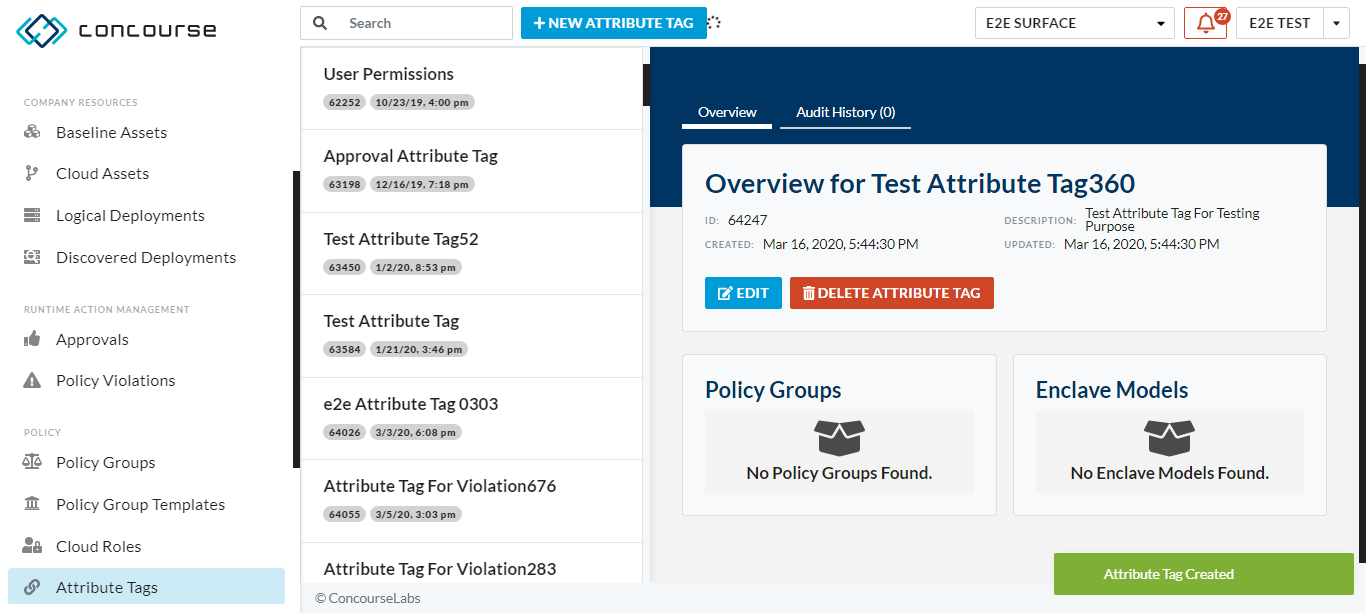 concourse
Search
NEW ATTRIBUTE TAG
E2E SURFACE
27
E2E TEST
COMPANY RESOURCES
Baseline Assets
Cloud Assets
Logical Deployments
Discovered Deployments
RUNTIME ACTION MANAGEMENT
Approvals
Policy Violations
POLICY
Policy Groups
Policy Group Templates
Cloud Roles
Attribute Tags
User Permissions
62252 10/23/19, 4:00 pm
Approval Attribute Tag
63198 12/16/19, 7:18 pm
Test Attribute Tag52
63450 1/2/20, 8:53 pm
Test Attribute Tag
63584 1/21/20, 3:46 pm
e2e Attribute Tag 0303
64026 3/3/20, 6:08 pm
Attribute Tag For Violation676
64055 3/5/20, 3:03 pm
Attribute Tag For Violation283
© ConcourseLabs
Overview Audit History (0)
Overview for Test Attribute Tag360
ID: 64247
DESCRIPTION: Test Attribute Tag For Testing
Purpose
CREATED: Mar 16, 2020, 5:44:30 PM
UPDATED: Mar 16, 2020, 5:44:30 PM
EDIT DELETE ATTRIBUTE TAG
Policy Groups
No Policy Groups Found.
Enclave Models
No Enclave Models Found.
Attribute Tag Created